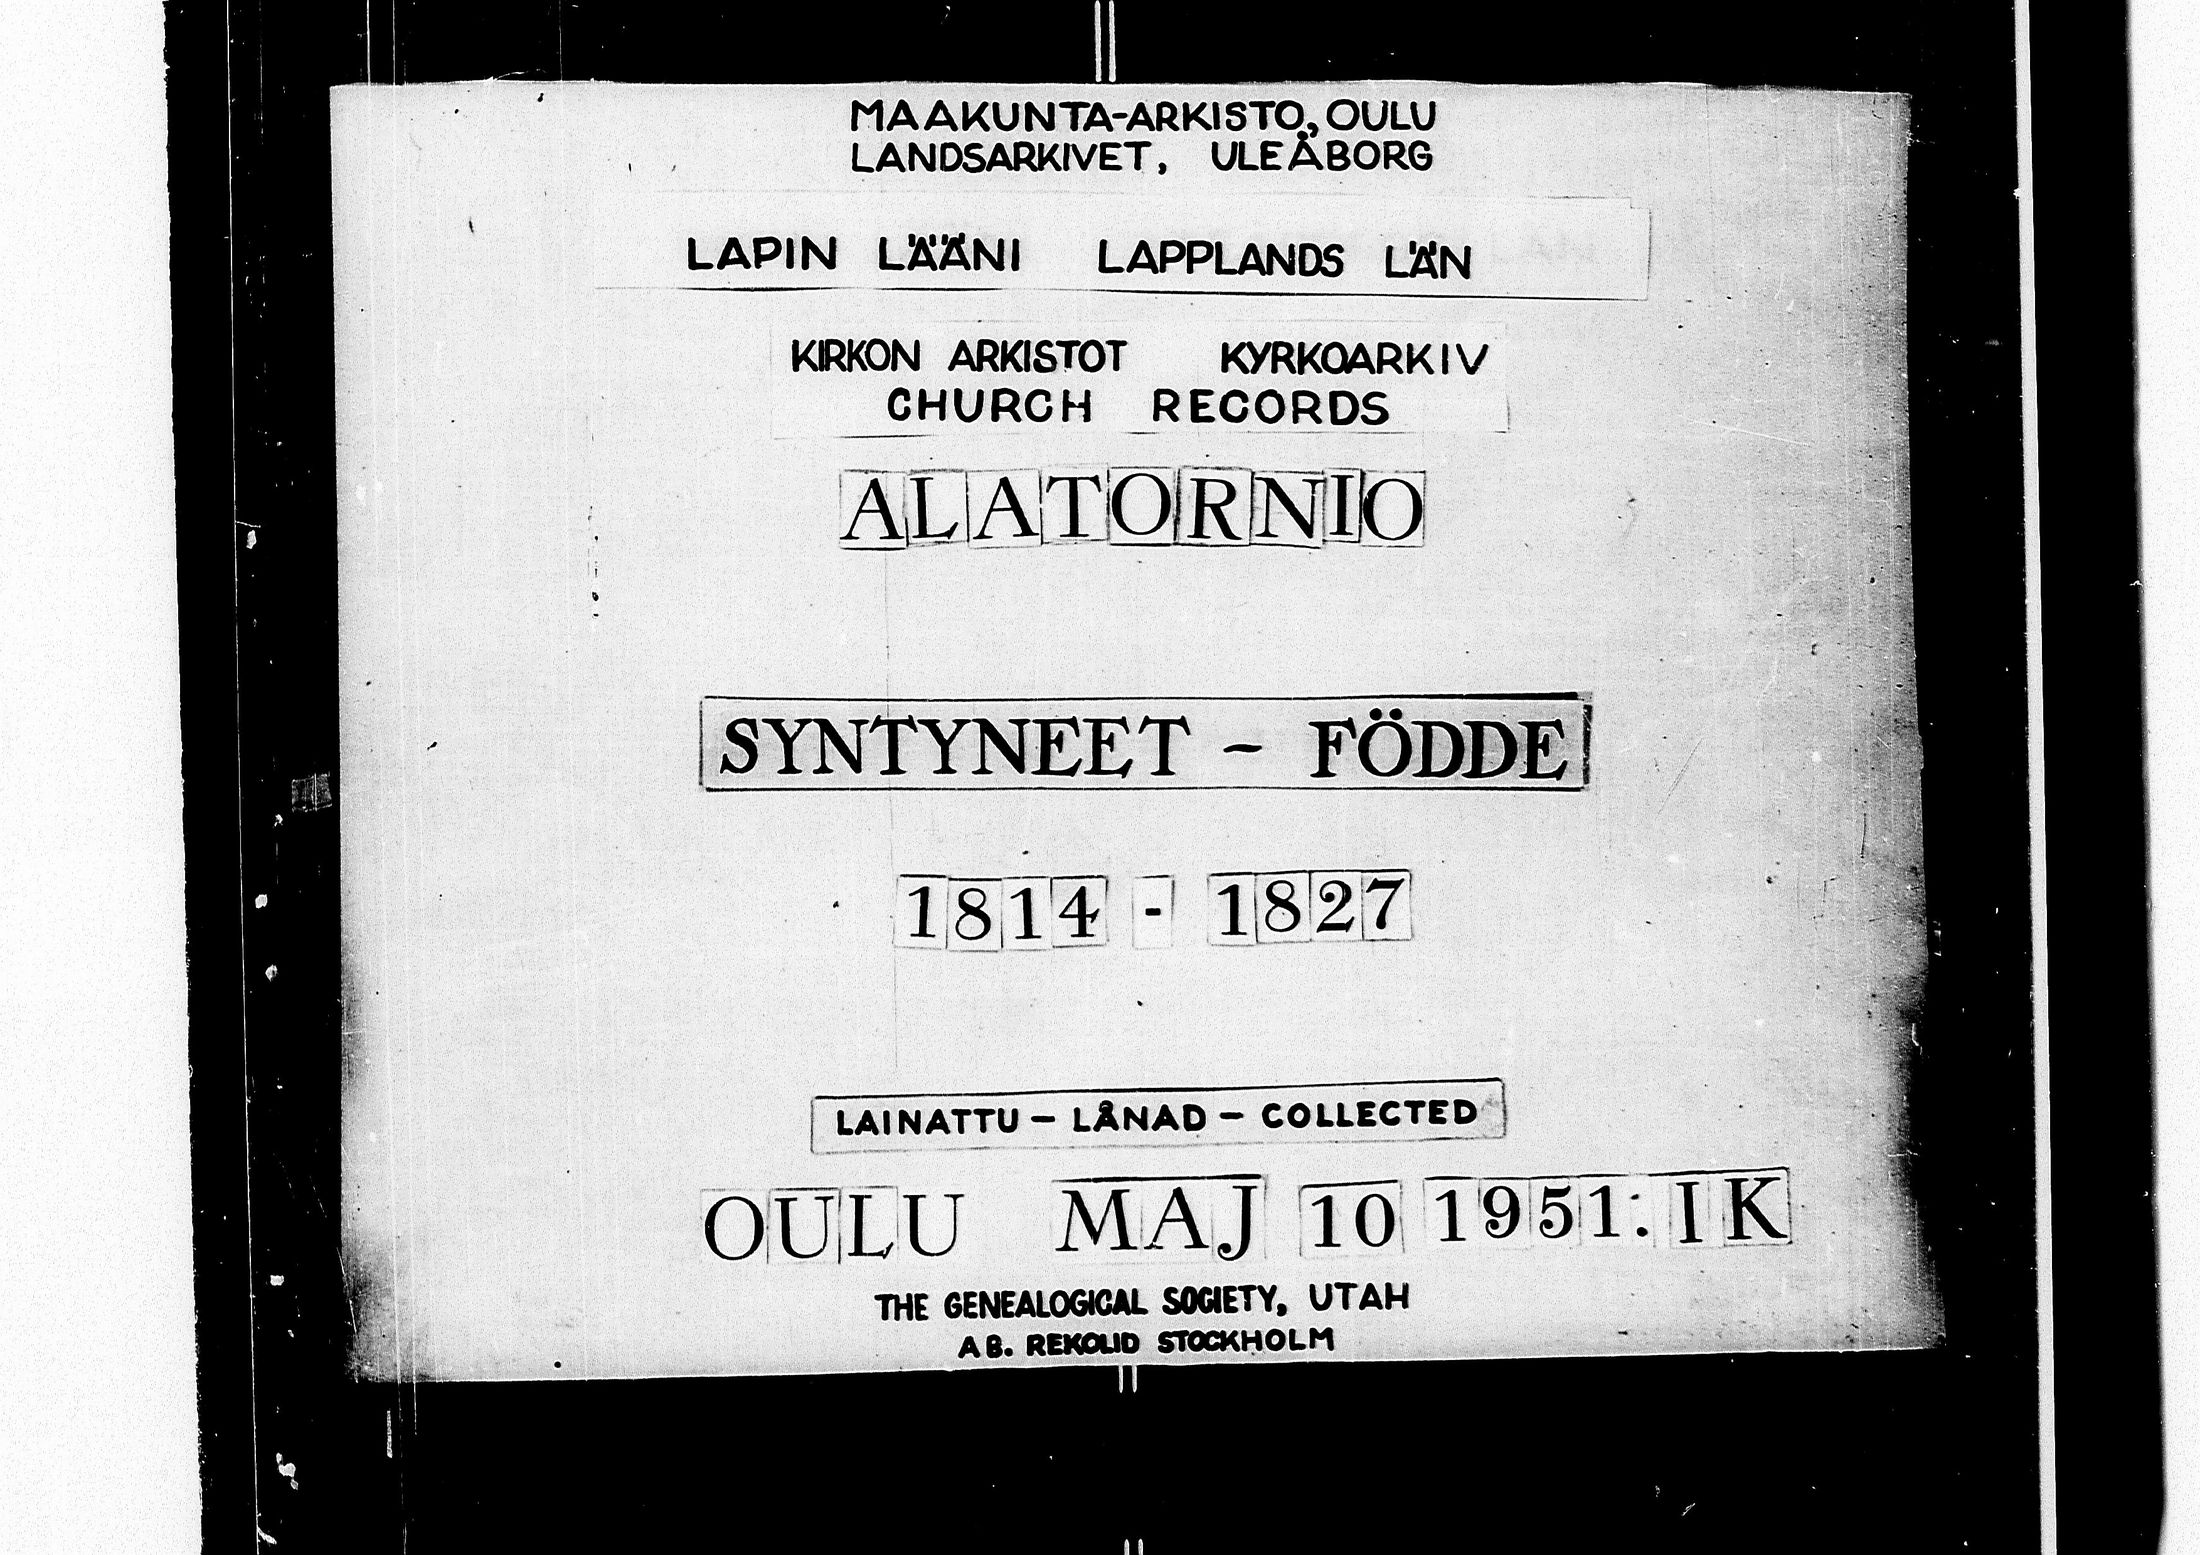 MAAKUNTA-ARKISTO, OULU
LANDSARKIVET, ULEÅBORG
LAPIN LÄÄNI LAPPLANDS LÄN
KIRKON ARKISTOT KYRKOARKIV
CHURCH RECORDS
ALATORNIO
SYNTYNEET - FÖDDE
1814 - 1827
LAINATTU - LÅNAD - COLLECTED
OULU MAJ 10 1951: IK
THE GENEALOGICAL SOCIETY, UTAH
AB. REKOLID STOCKHOLM